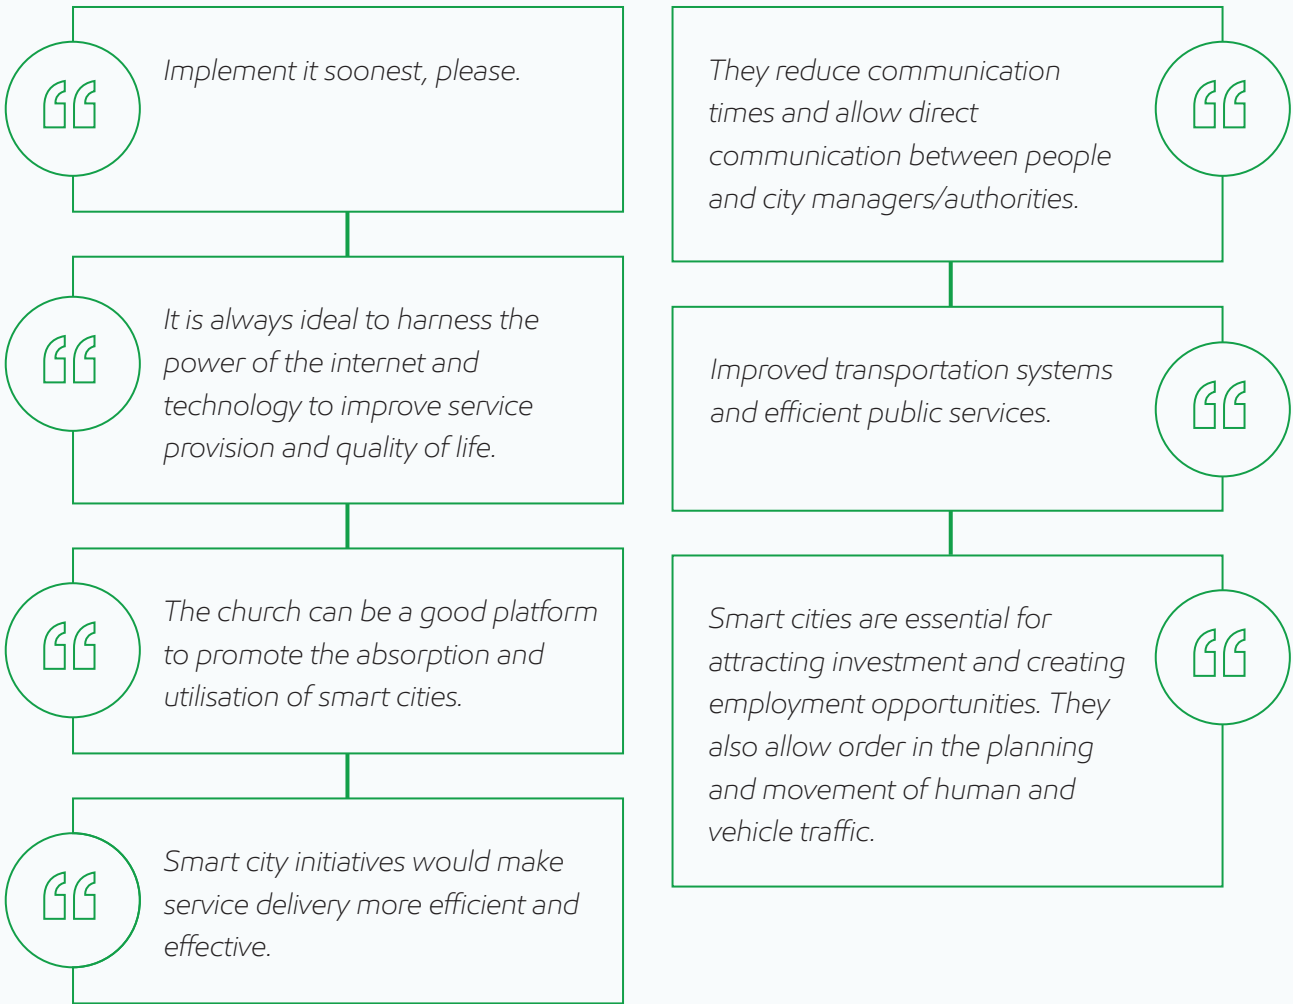 Implement it soonest, please.
It is always ideal to harness the
power of the internet and
technology to improve service
provision and quality of life.
The church can be a good platform
to promote the absorption and
utilisation of smart cities.
Smart city initiatives would make
service delivery more efficient and
effective.
They reduce communication
times and allow direct
communication between people
and city managers/authorities.
Improved transportation systems
and efficient public services.
Smart cities are essential for
attracting investment and creating
employment opportunities. They
also allow order in the planning
and movement of human and
vehicle traffic.